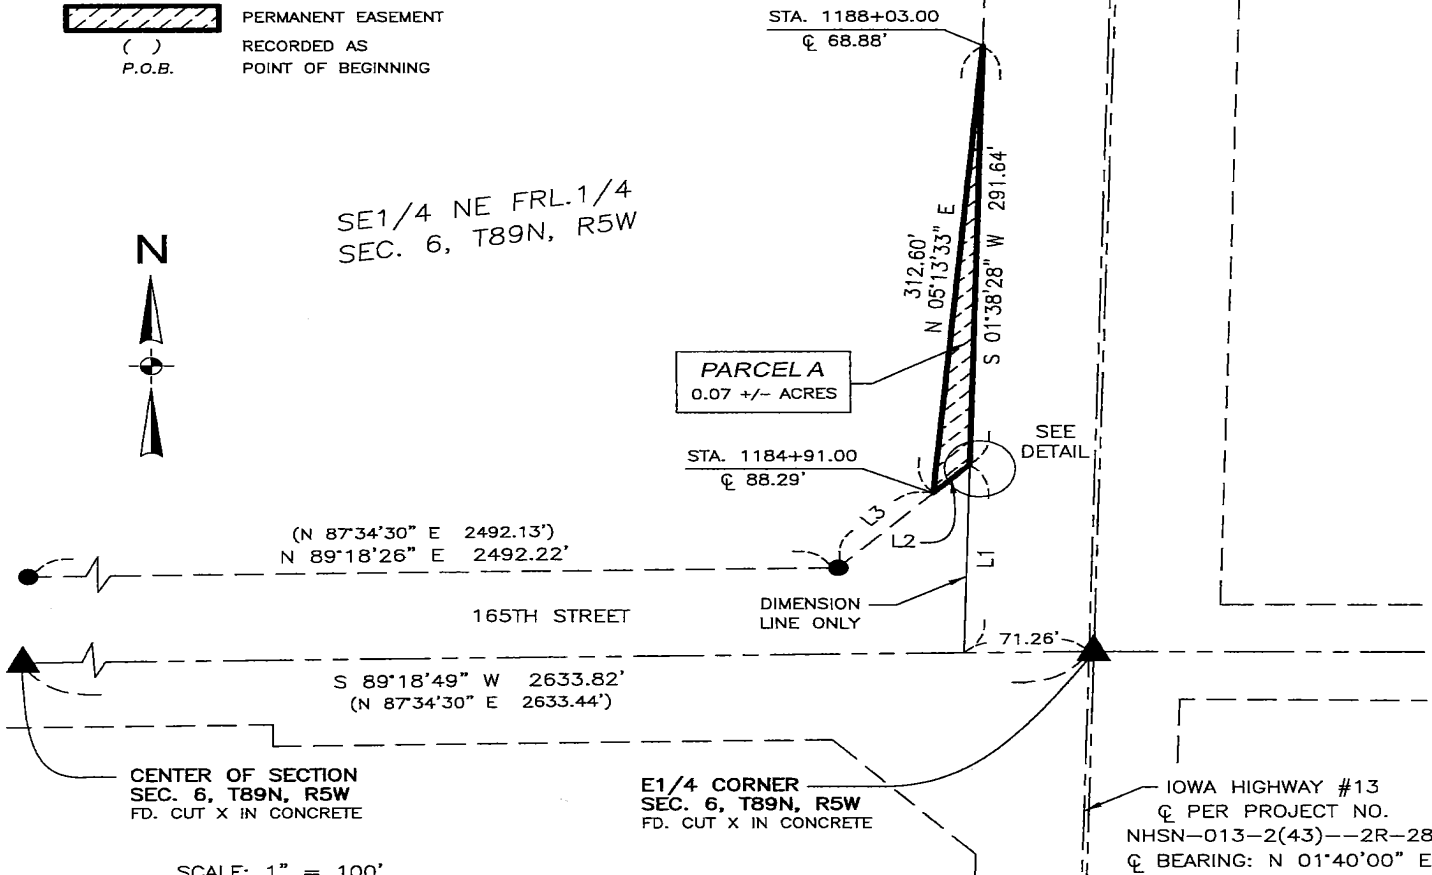 PERMANENT EASEMENT
( ) RECORDED AS
P.O.B. POINT OF BEGINNING
STA. 1188+03.00
℄ 68.88'
SE1/4 NE FRL.1/4
SEC. 6, T89N, R5W
N
312.60'
N 05°13'33" E
S 01°38'28" W 291.64'
PARCEL A
0.07 +/- ACRES
SEE
DETAIL
STA. 1184+91.00
℄ 88.29'
L3
L2
L1
(N 87°34'30" E 2492.13')
N 89°18'26" E 2492.22'
165TH STREET
DIMENSION
LINE ONLY
71.26'
S 89°18'49" W 2633.82'
(N 87°34'30" E 2633.44')
CENTER OF SECTION
SEC. 6, T89N, R5W
FD. CUT X IN CONCRETE
E1/4 CORNER
SEC. 6, T89N, R5W
FD. CUT X IN CONCRETE
IOWA HIGHWAY #13
℄ PER PROJECT NO.
NHSN-013-2(43)--2R-28
℄ BEARING: N 01°40'00" E
SCALE: 1" = 100'